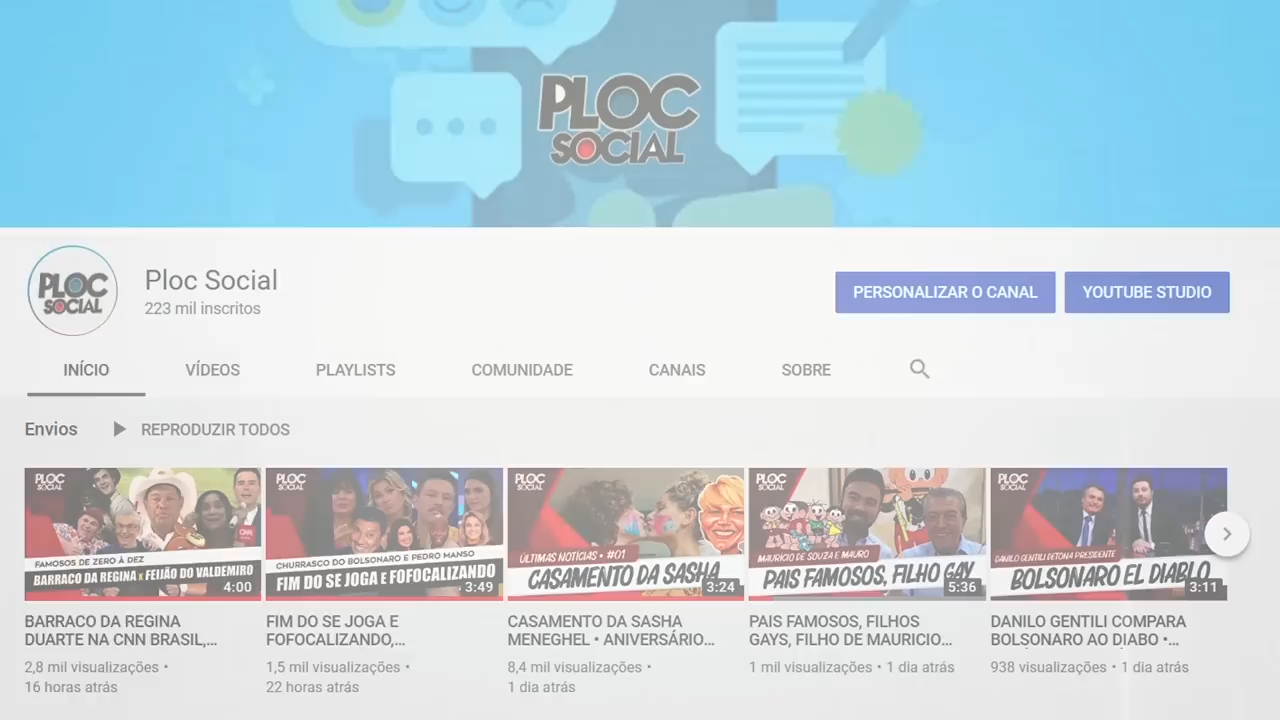 PLOC
SOCIAL
PLOC
SOCIAL
Ploc Social
223 mil inscritos
PERSONALIZAR O CANAL
YOUTUBE STUDIO
INÍCIO
VÍDEOS
PLAYLISTS
COMUNIDADE
CANAIS
SOBRE
Envios
REPRODUZIR TODOS
PLOC
SOCIAL
CNN
FAMOSOS DE ZERO À DEZ
BARRACO DA REGINA x FEIJÃO DO VALDEMIRO
4:00
PLOC
SOCIAL
CHURRASCO DO BOLSONARO E PEDRO MANSO
FIM DO SE JOGA E FOFOCALIZANDO
3:49
PLOC
SOCIAL
ÚLTIMAS NOTÍCIAS • #01
CASAMENTO DA SASHA
3:24
PLOC
SOCIAL
MAURICIO DE SOUZA E MAURO
PAIS FAMOSOS, FILHO GAY
5:36
PLOC
SOCIAL
DANILO GENTILI DETONA PRESIDENTE
BOLSONARO EL DIABLO
3:11
BARRACO DA REGINA
DUARTE NA CNN BRASIL,...
2,8 mil visualizações •
16 horas atrás
FIM DO SE JOGA E
FOFOCALIZANDO,...
1,5 mil visualizações •
22 horas atrás
CASAMENTO DA SASHA
MENEGHEL • ANIVERSÁRIO...
8,4 mil visualizações •
1 dia atrás
PAIS FAMOSOS, FILHOS
GAYS, FILHO DE MAURICIO...
1 mil visualizações • 1 dia atrás
DANILO GENTILI COMPARA
BOLSONARO AO DIABO •...
938 visualizações • 1 dia atrás